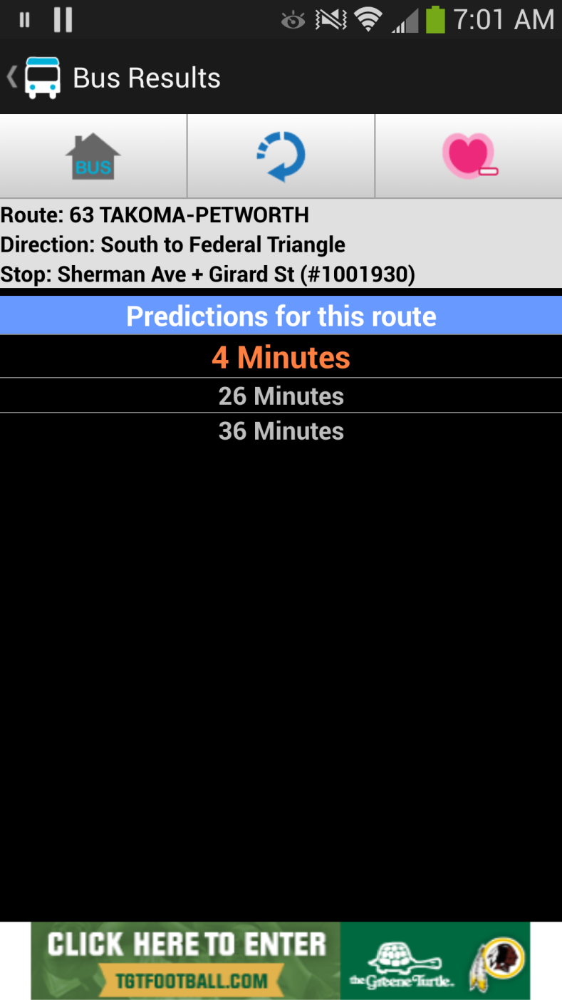 7:01 AM
Bus Results
BUS
Route: 63 TAKOMA-PETWORTH
Direction: South to Federal Triangle
Stop: Sherman Ave + Girard St (#1001930)
Predictions for this route
4 Minutes
26 Minutes
36 Minutes
CLICK HERE TO ENTER
TGTFOOTBALL.COM
the Greene Turtle.